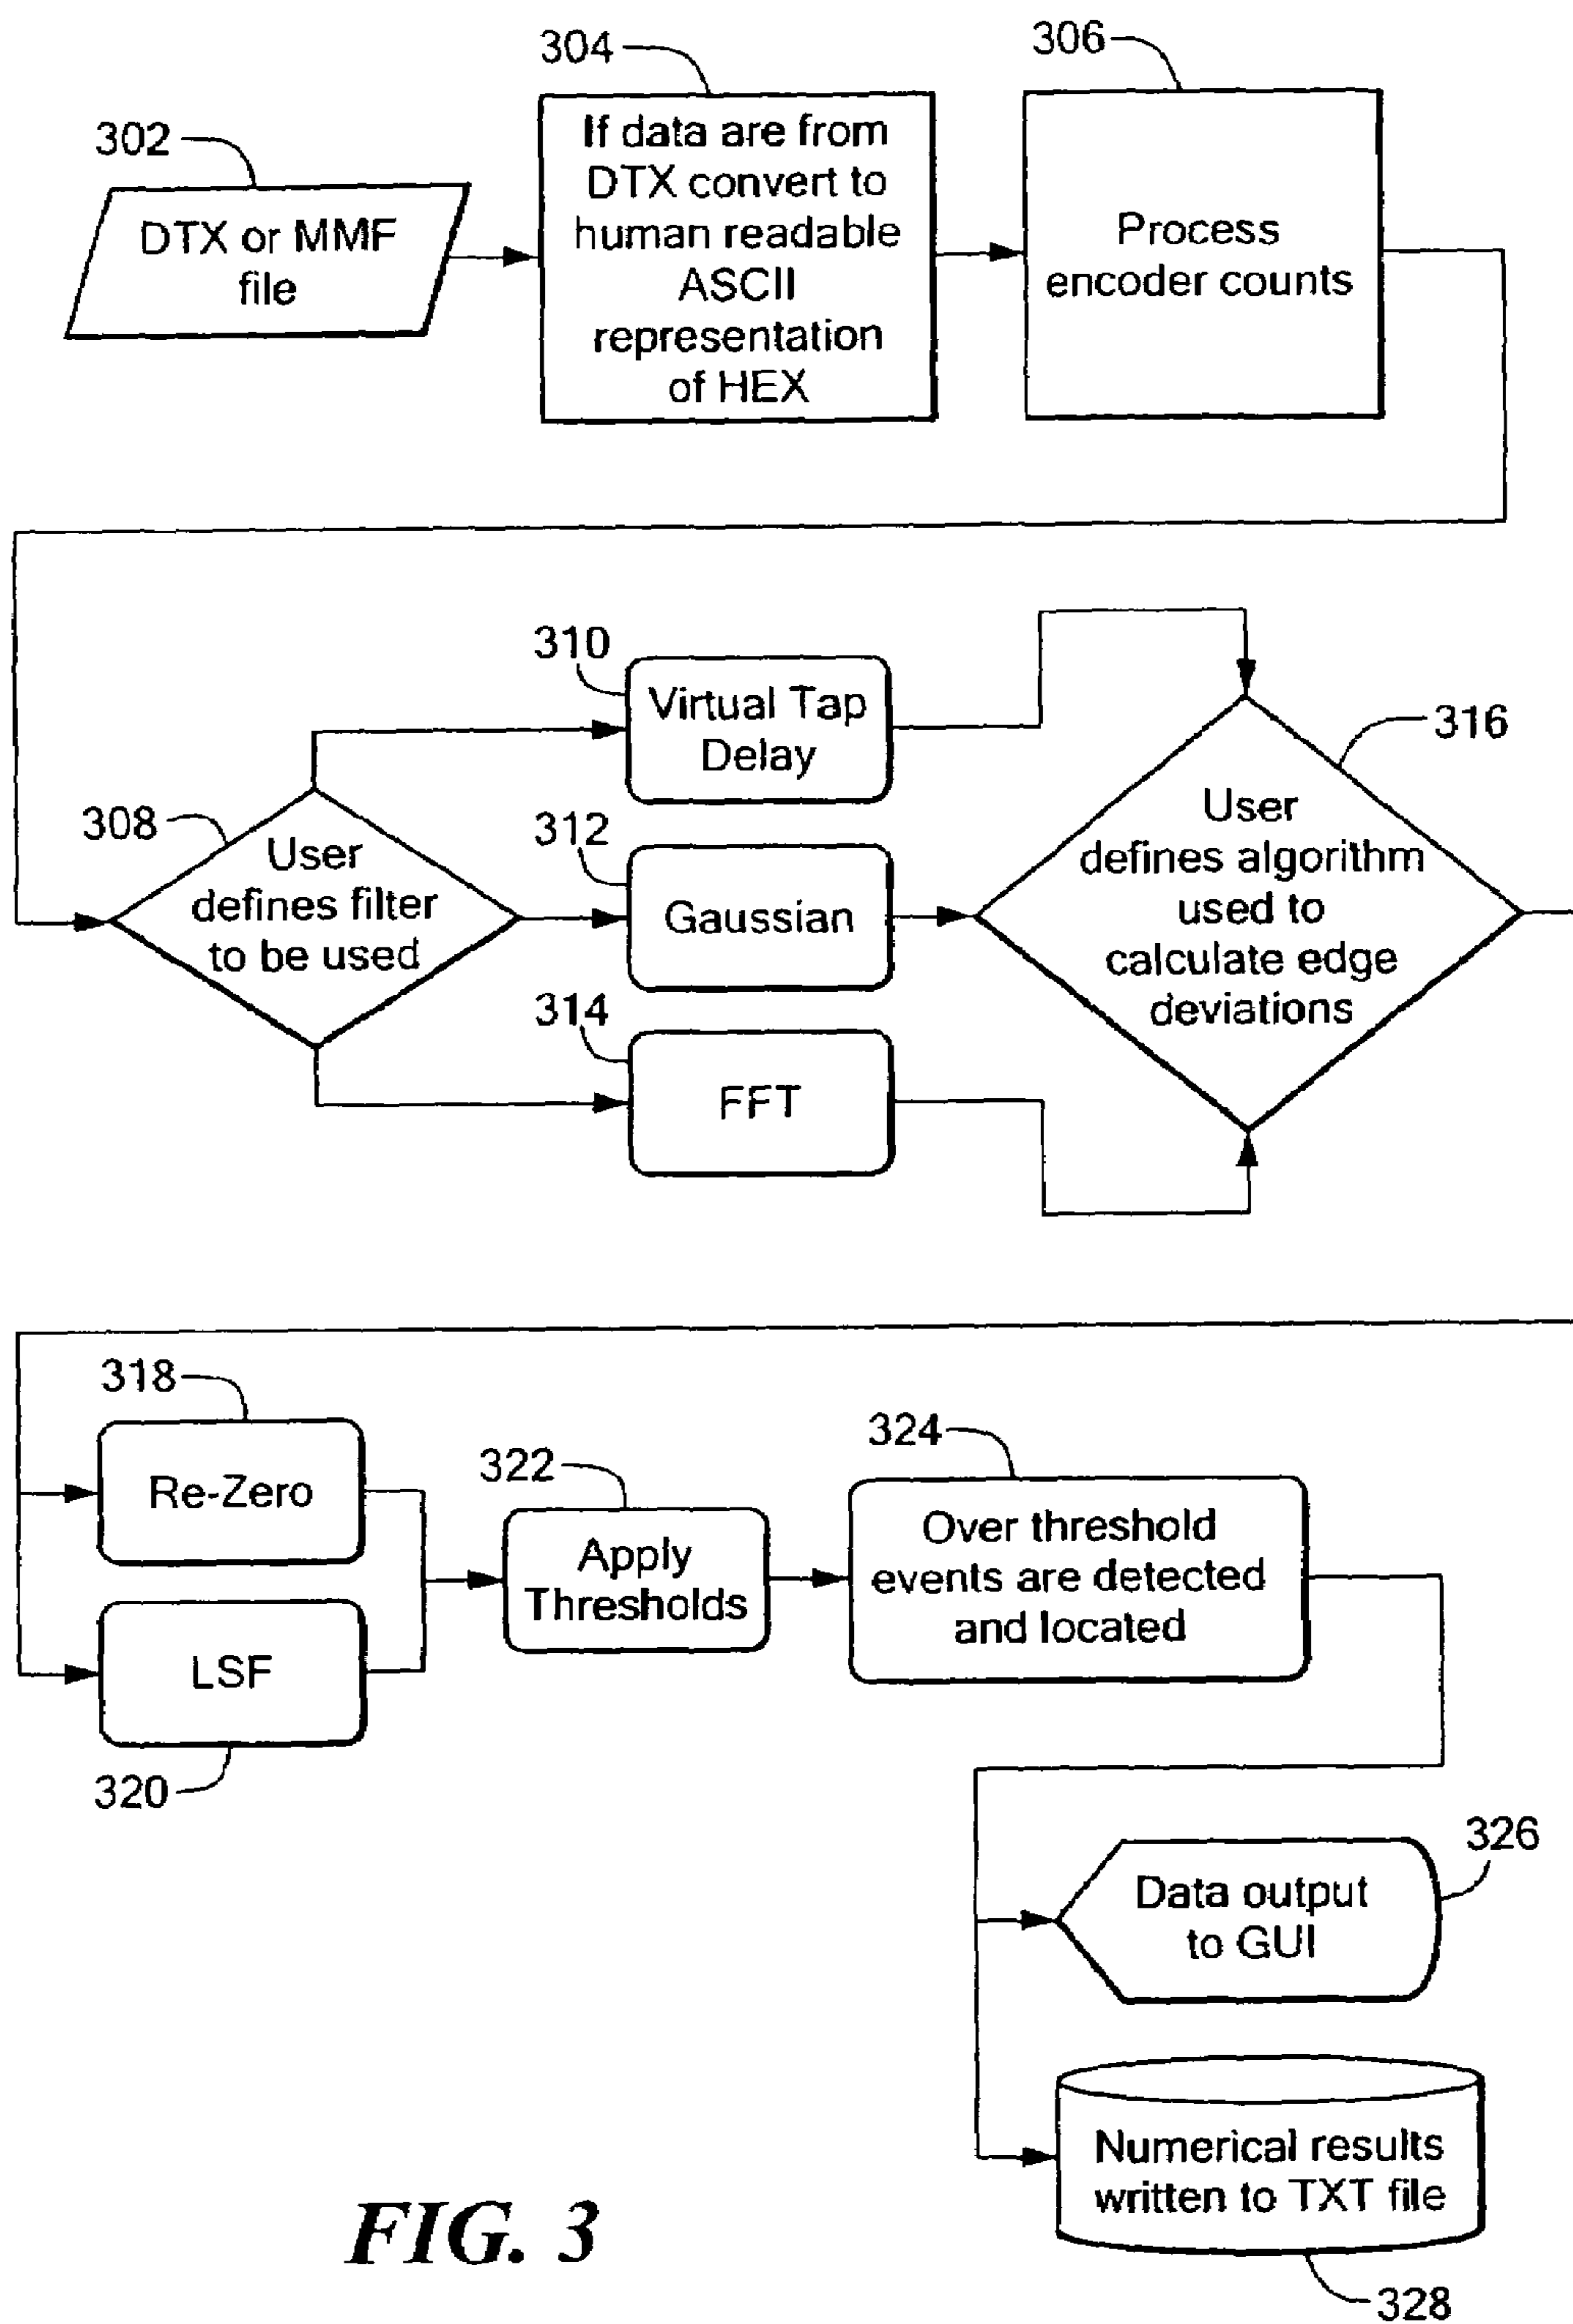 304
306
302
If data are from
DTX convert to
human readable
ASCII
representation
of HEX
DTX or MMF
file
Process
encoder counts
310
Virtual Tap
Delay
316
308
User
defines filter
to be used
312
Gaussian
User
defines algorithm
used to
calculate edge
deviations
314
FFT
318
Re-Zero
322
Apply
Thresholds
324
Over threshold
events are detected
and located
LSF
320
326
Data output
to GUI
Numerical results
written to TXT file
FIG. 3
328